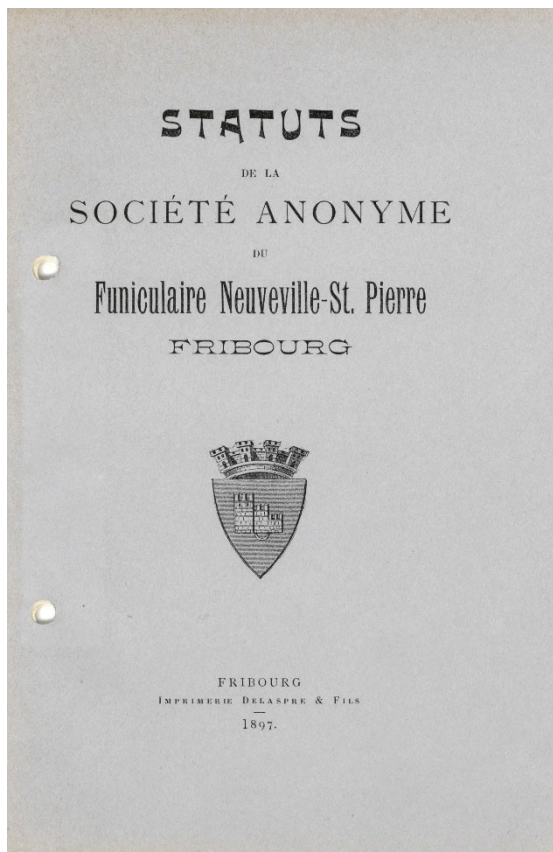 STATUTS
DE LA
SOCIÉTÉ ANONYME
DU
Funiculaire Neuveville-St. Pierre
FRIBOURG
FRIBOURG
IMPRIMERIE DELASPRE & FILS
1897.